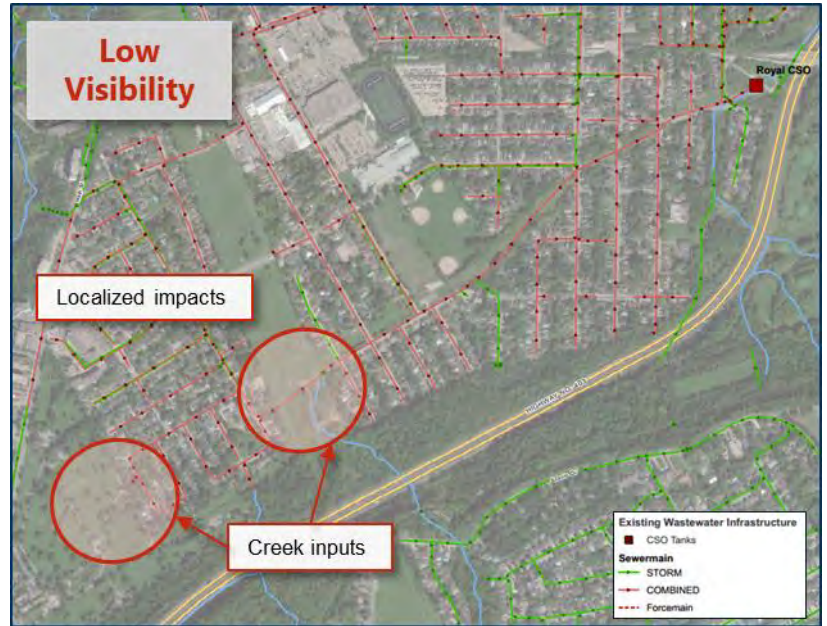 Low
Visibility
Royal CSO
Localized impacts
Creek inputs
Existing Wastewater Infrastructure
CSO Tanks
Sewermain
STORM
COMBINED
Forcemain